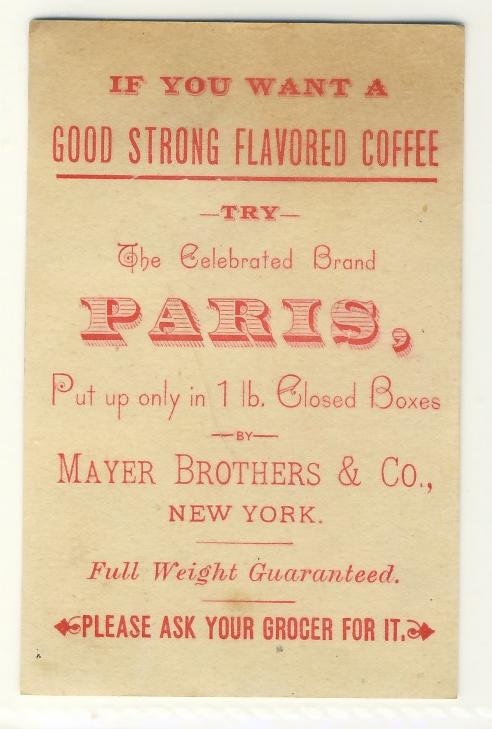 IF YOU WANT A
GOOD STRONG FLAVORED COFFEE
—TRY—
The Celebrated Brand
PARIS,
Put up only in 1 lb. Closed Boxes
—BY—
MAYER BROTHERS & CO.,
NEW YORK.
Full Weight Guaranteed.
PLEASE ASK YOUR GROCER FOR IT.